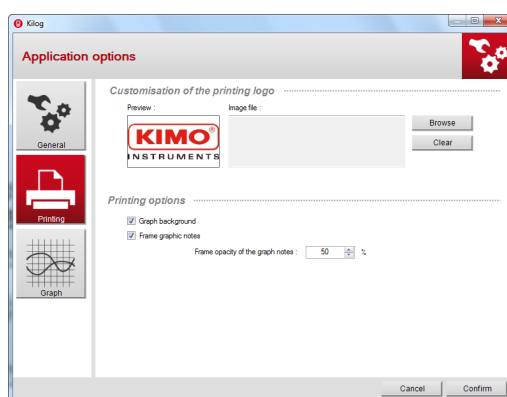 Kilog
Application options
Customisation of the printing logo
Preview :
Image file :
KIMO®
INSTRUMENTS
Browse
Clear
General
Printing options
Printing
Graph background
Frame graphic notes
Frame opacity of the graph notes : 50 %
Graph
Cancel
Confirm